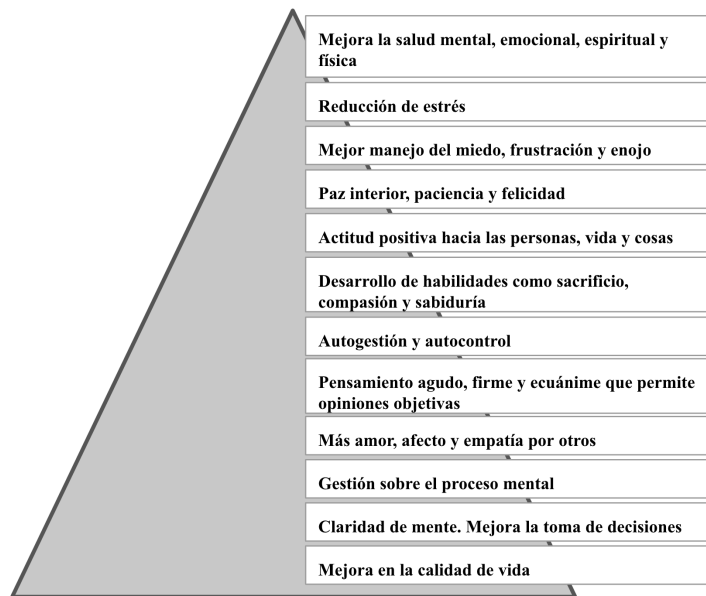 Mejora la salud mental, emocional, espiritual y
física
Reducción de estrés
Mejor manejo del miedo, frustración y enojo
Paz interior, paciencia y felicidad
Actitud positiva hacia las personas, vida y cosas
Desarrollo de habilidades como sacrificio,
compasión y sabiduría
Autogestión y autocontrol
Pensamiento agudo, firme y ecuánime que permite
opiniones objetivas
Más amor, afecto y empatía por otros
Gestión sobre el proceso mental
Claridad de mente. Mejora la toma de decisiones
Mejora en la calidad de vida